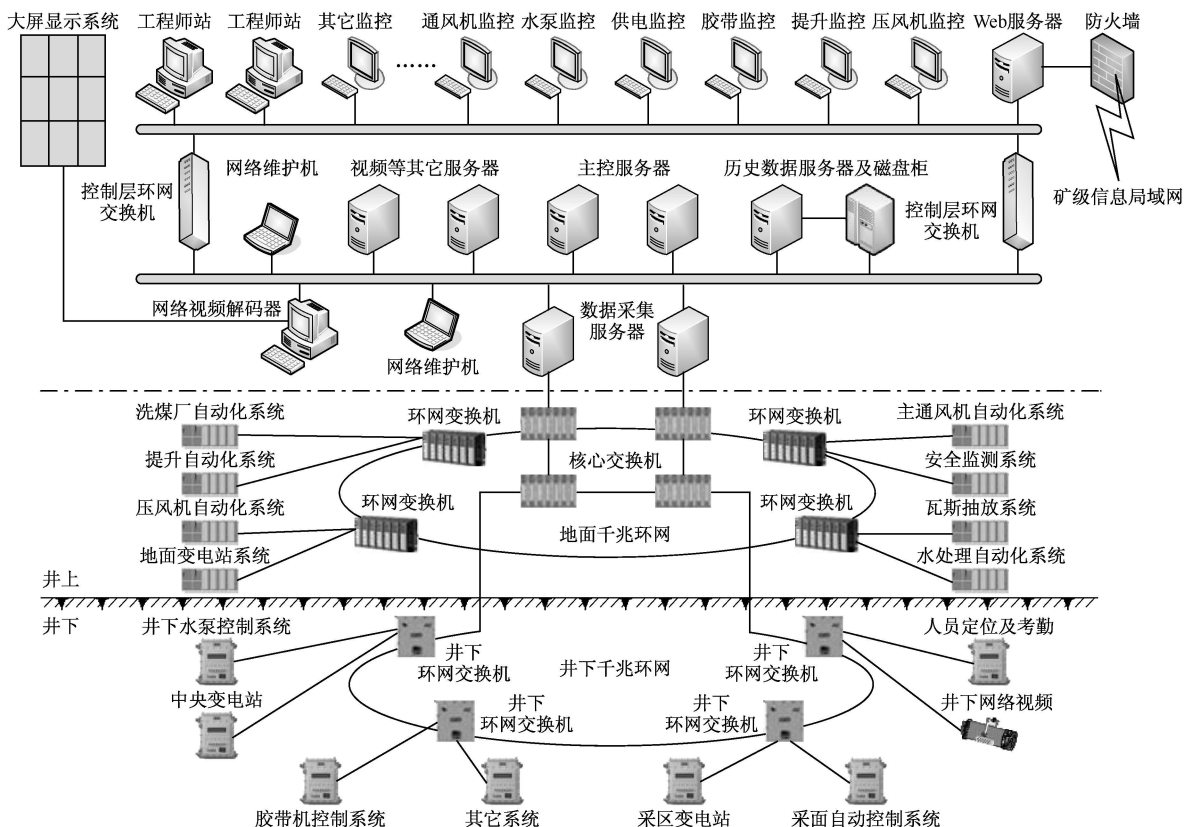 大屏显示系统
工程师站
工程师站
其它监控
……
通风机监控
水泵监控
供电监控
胶带监控
提升监控
压风机监控
Web服务器
防火墙
控制层环网
交换机
网络维护机
视频等其它服务器
主控服务器
历史数据服务器及磁盘柜
控制层环网
交换机
矿级信息局域网
网络视频解码器
网络维护机
数据采集
服务器
洗煤厂自动化系统
环网变换机
环网变换机
主通风机自动化系统
提升自动化系统
核心交换机
安全监测系统
压风机自动化系统
环网变换机
环网变换机
瓦斯抽放系统
地面变电站系统
地面千兆环网
水处理自动化系统
井上
井下
井下水泵控制系统
人员定位及考勤
井下
环网交换机
井下千兆环网
井下
环网交换机
中央变电站
井下网络视频
井下
环网交换机
井下
环网交换机
胶带机控制系统
其它系统
采区变电站
采面自动控制系统